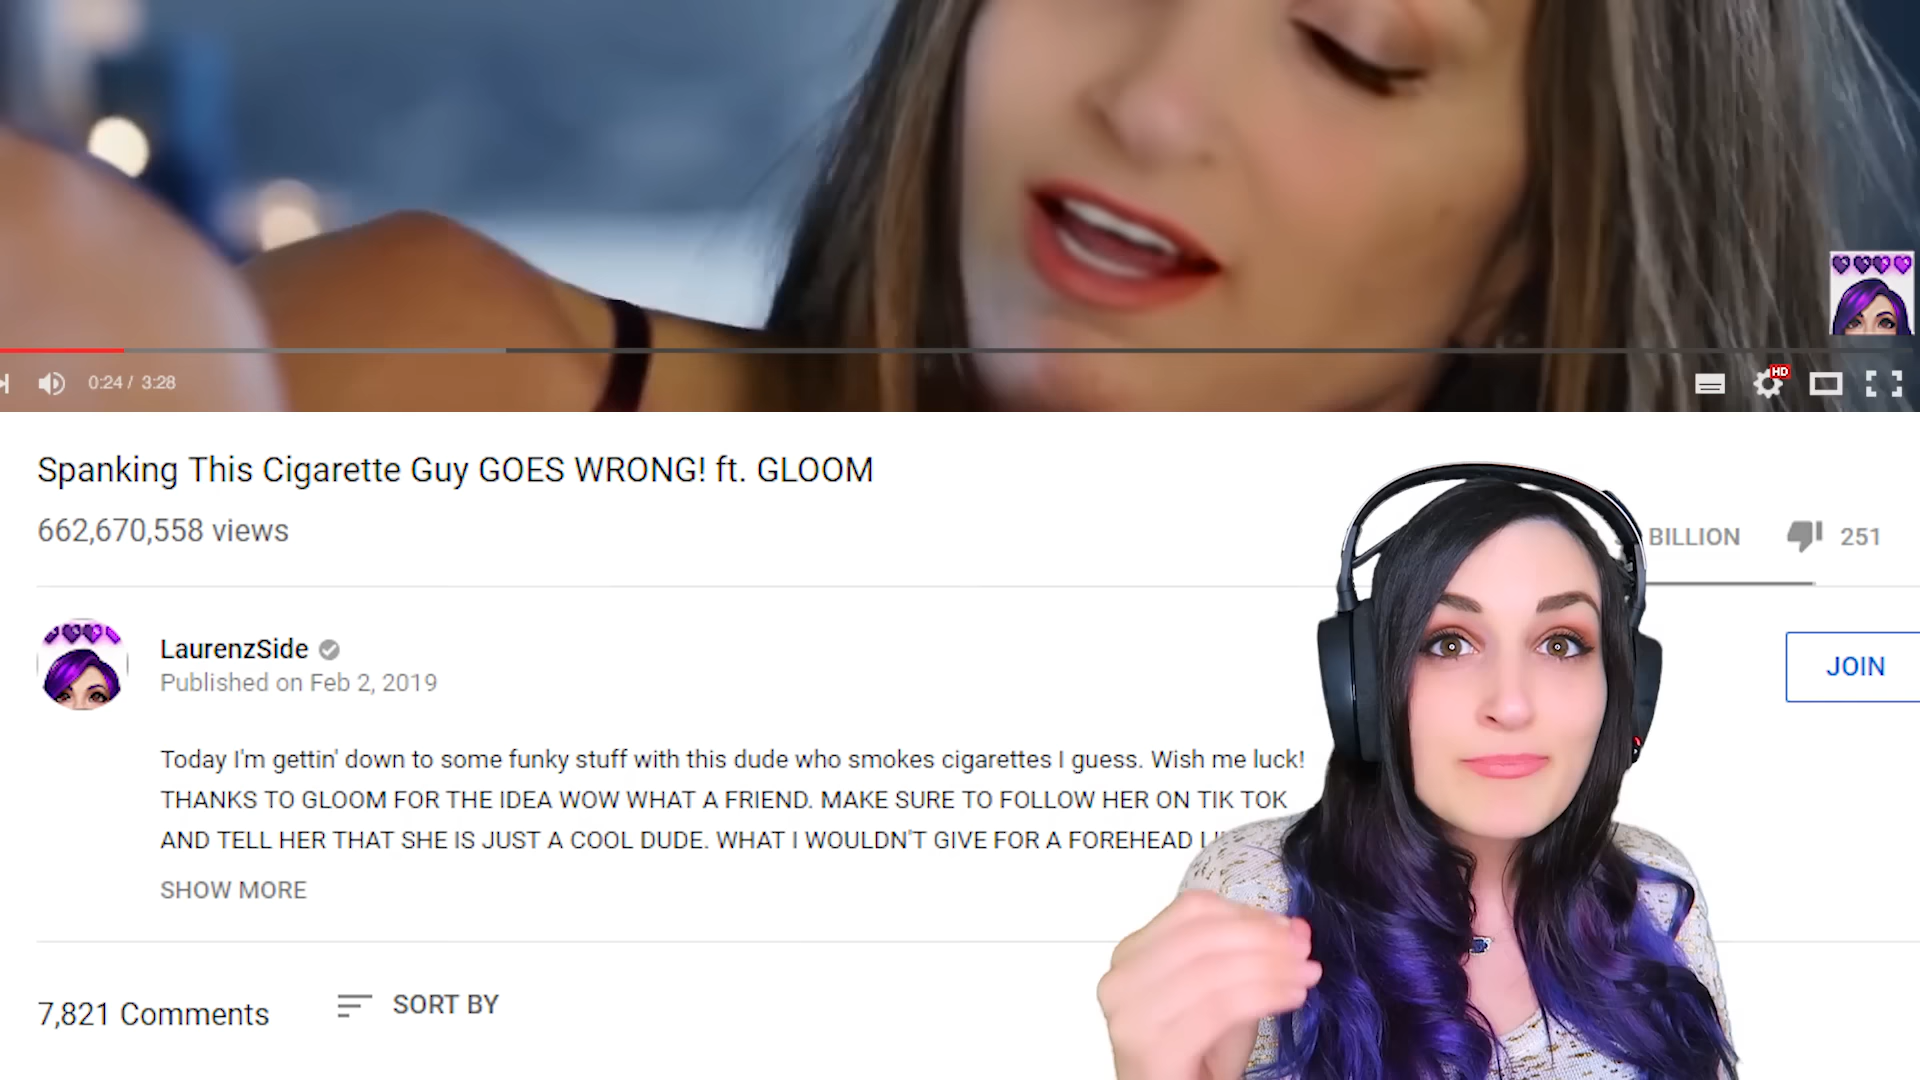 0:24 / 3:28
HD
Spanking This Cigarette Guy GOES WRONG! ft. GLOOM
662,670,558 views
BILLION 251
LaurenzSide
Published on Feb 2, 2019
JOIN
Today I'm gettin' down to some funky stuff with this dude who smokes cigarettes I guess. Wish me luck!
THANKS TO GLOOM FOR THE IDEA WOW WHAT A FRIEND. MAKE SURE TO FOLLOW HER ON TIK TOK
AND TELL HER THAT SHE IS JUST A COOL DUDE. WHAT I WOULDN'T GIVE FOR A FOREHEAD
SHOW MORE
7,821 Comments
SORT BY